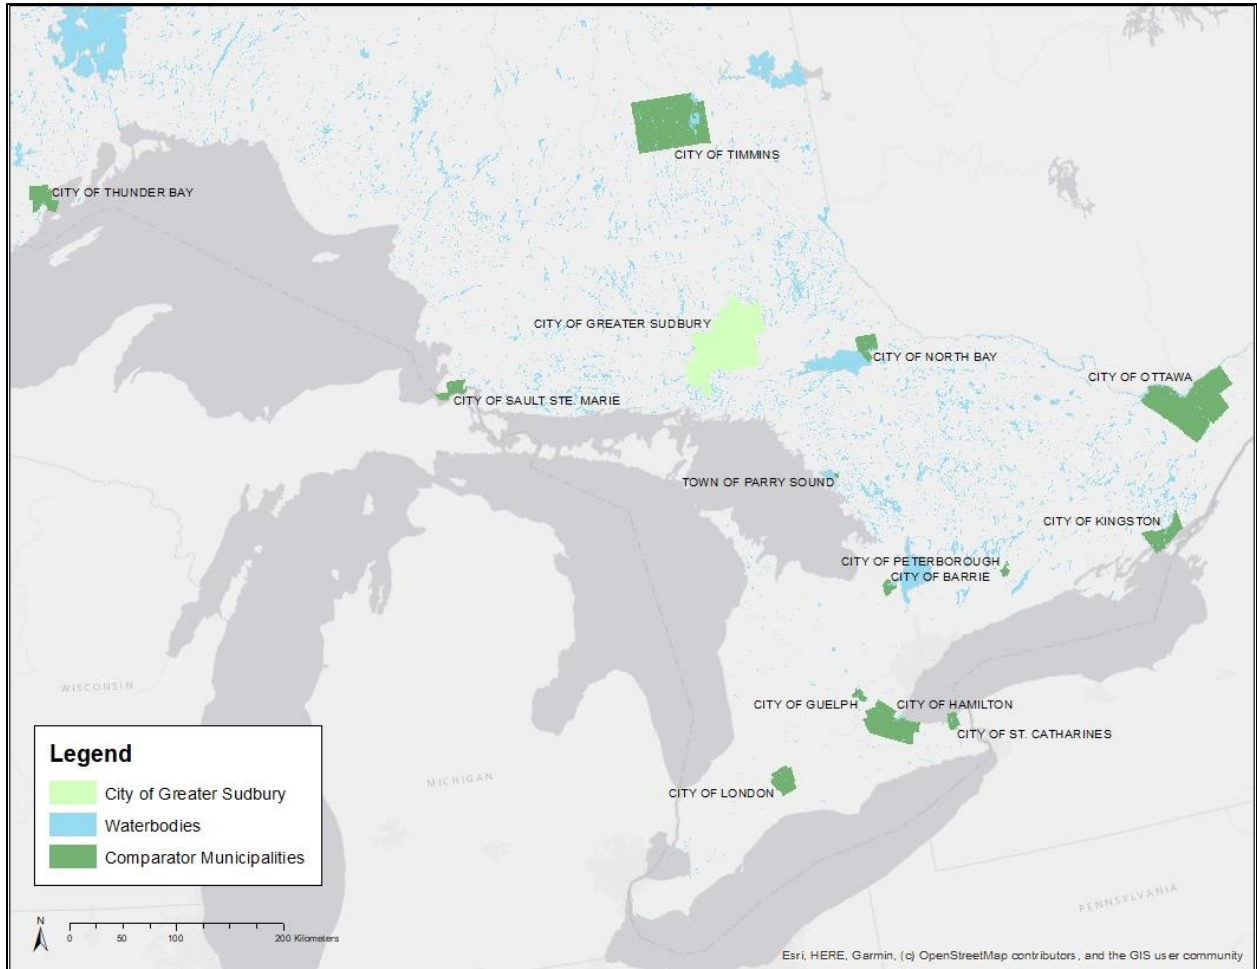 CITY OF TIMMINS
CITY OF THUNDER BAY
CITY OF GREATER SUDBURY
CITY OF NORTH BAY
CITY OF OTTAWA
CITY OF SAULT STE. MARIE
TOWN OF PARRY SOUND
CITY OF KINGSTON
CITY OF PETERBOROUGH
CITY OF BARRIE
WISCONSIN
CITY OF GUELPH
CITY OF HAMILTON
CITY OF ST. CATHARINES
MICHIGAN
CITY OF LONDON
Legend
City of Greater Sudbury
Waterbodies
Comparator Municipalities
PENNSYLVANIA
N
0 50 100 200 Kilometers
Esri, HERE, Garmin, (c) OpenStreetMap contributors, and the GIS user community